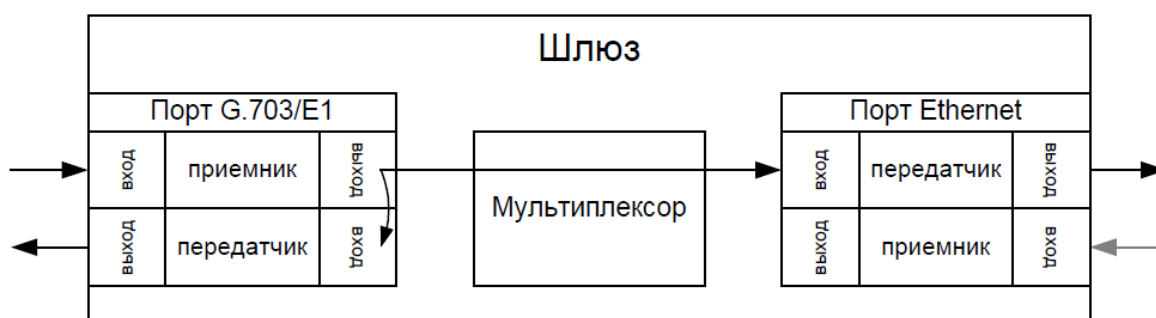 Шлюз
Порт G.703/E1
Порт Ethernet
вход
приемник
выход
вход
передатчик
выход
Мультиплексор
выход
передатчик
вход
выход
приемник
вход